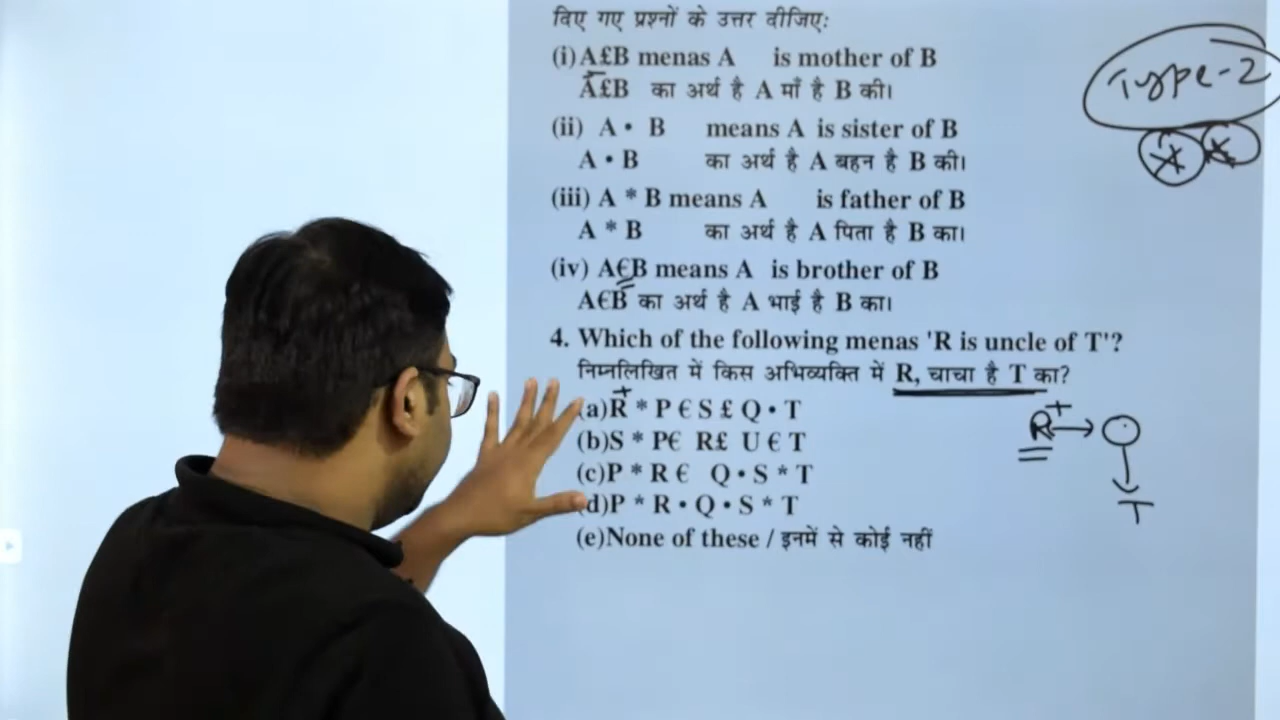 दिए गए प्रश्नों के उत्तर दीजिए:
(i) A£B menas A is mother of B
A£B का अर्थ है A माँ है B की।
(ii) A • B means A is sister of B
A • B का अर्थ है A बहन है B की।
(iii) A * B means A is father of B
A * B का अर्थ है A पिता है B का।
(iv) A€B means A is brother of B
A€B का अर्थ है A भाई है B का।
4. Which of the following menas 'R is uncle of T'?
निम्नलिखित में किस अभिव्यक्ति में R, चाचा है T का?
(a)R * P € S £ Q • T
(b)S * P€ R£ U € T
(c)P * R € Q • S * T
(d)P * R • Q • S * T
(e)None of these / इनमें से कोई नहीं
Type-2
R+
T